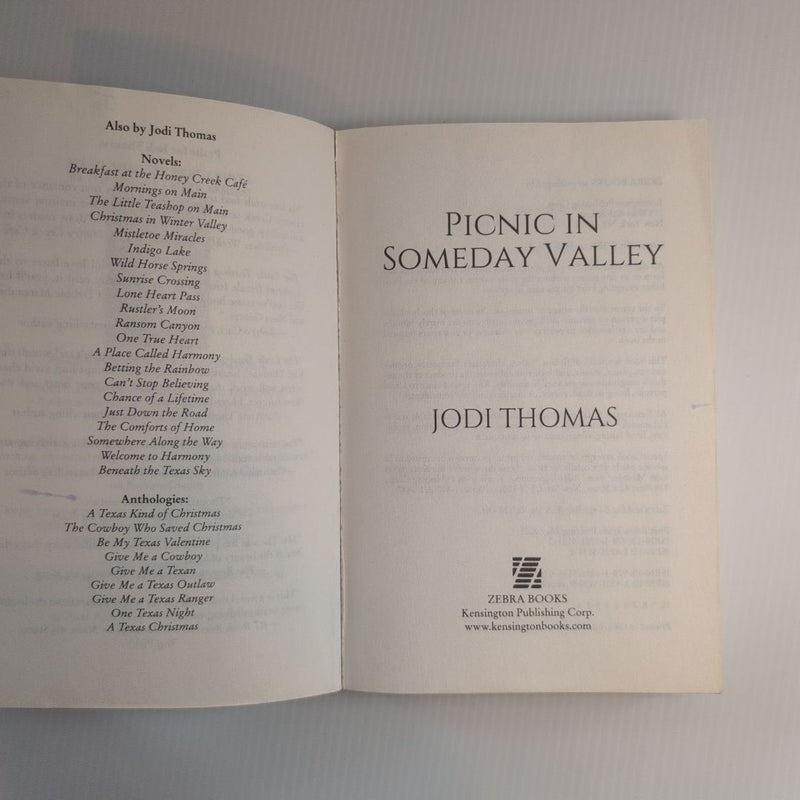 Also by Jodi Thomas
Novels:
Breakfast at the Honey Creek Café
Mornings on Main
The Little Teashop on Main
Christmas in Winter Valley
Mistletoe Miracles
Indigo Lake
Wild Horse Springs
Sunrise Crossing
Lone Heart Pass
Rustler's Moon
Ransom Canyon
One True Heart
A Place Called Harmony
Betting the Rainbow
Can't Stop Believing
Chance of a Lifetime
Just Down the Road
The Comforts of Home
Somewhere Along the Way
Welcome to Harmony
Beneath the Texas Sky
Anthologies:
A Texas Kind of Christmas
The Cowboy Who Saved Christmas
Be My Texas Valentine
Give Me a Cowboy
Give Me a Texan
Give Me a Texas Outlaw
Give Me a Texas Ranger
One Texas Night
A Texas Christmas
PICNIC IN
SOMEDAY VALLEY
JODI THOMAS
ZEBRA BOOKS
Kensington Publishing Corp.
www.kensingtonbooks.com